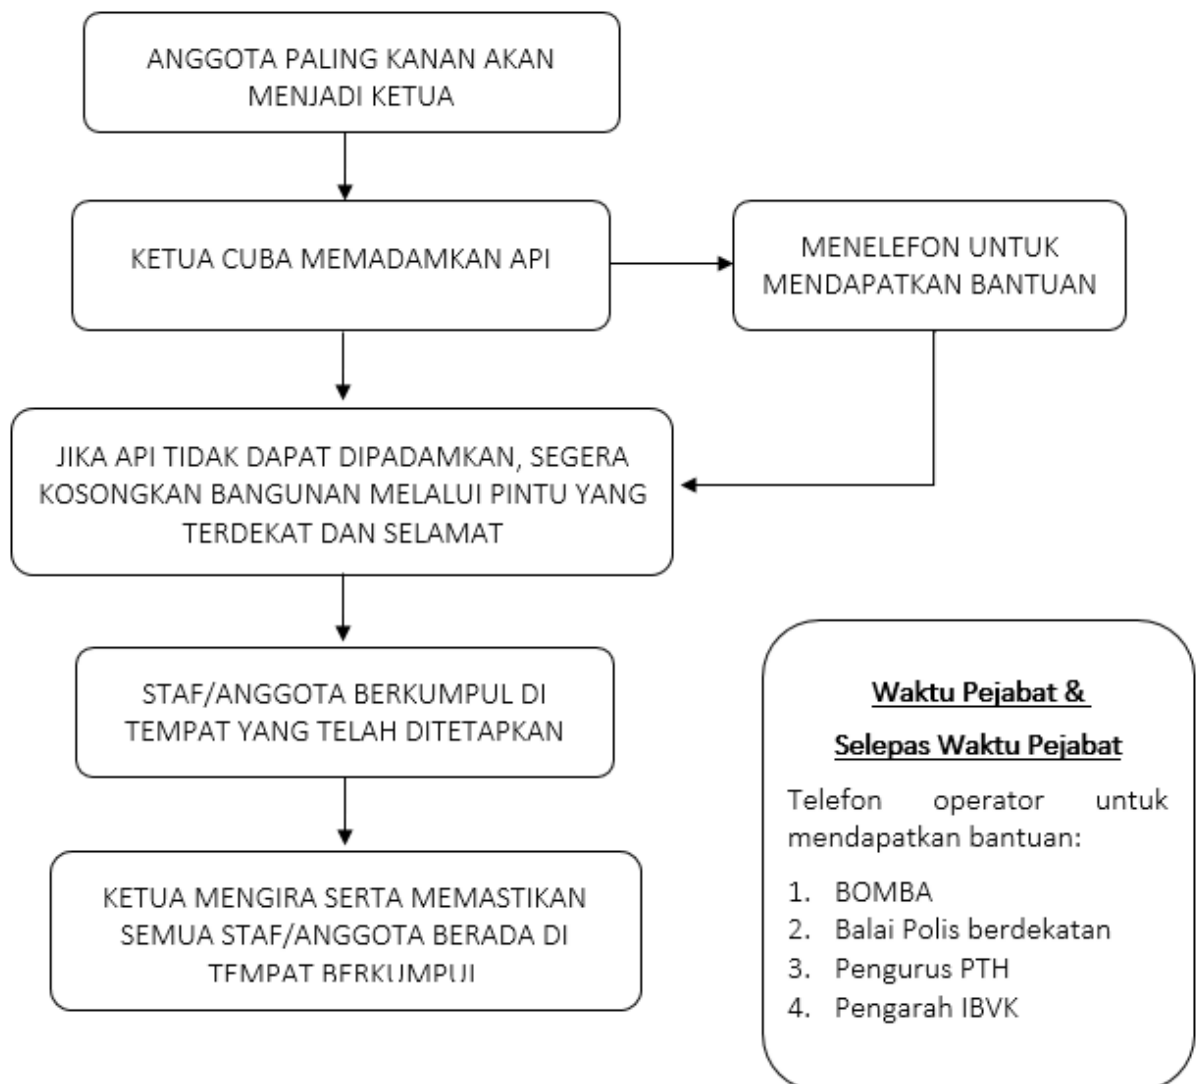 ANGGOTA PALING KANAN AKAN
MENJADI KETUA
KETUA CUBA MEMADAMKAN API
MENELEFON UNTUK
MENDAPATKAN BANTUAN
JIKA API TIDAK DAPAT DIPADAMKAN, SEGERA
KOSONGKAN BANGUNAN MELALUI PINTU YANG
TERDEKAT DAN SELAMAT
STAF/ANGGOTA BERKUMPUL DI
TEMPAT YANG TELAH DITETAPKAN
KETUA MENGIRA SERTA MEMASTIKAN
SEMUA STAF/ANGGOTA BERADA DI
TEMPAT BERKUMPUL
Waktu Pejabat &
Selepas Waktu Pejabat
Telefon operator untuk
mendapatkan bantuan:
1. BOMBA
2. Balai Polis berdekatan
3. Pengurus PTH
4. Pengarah IBVK